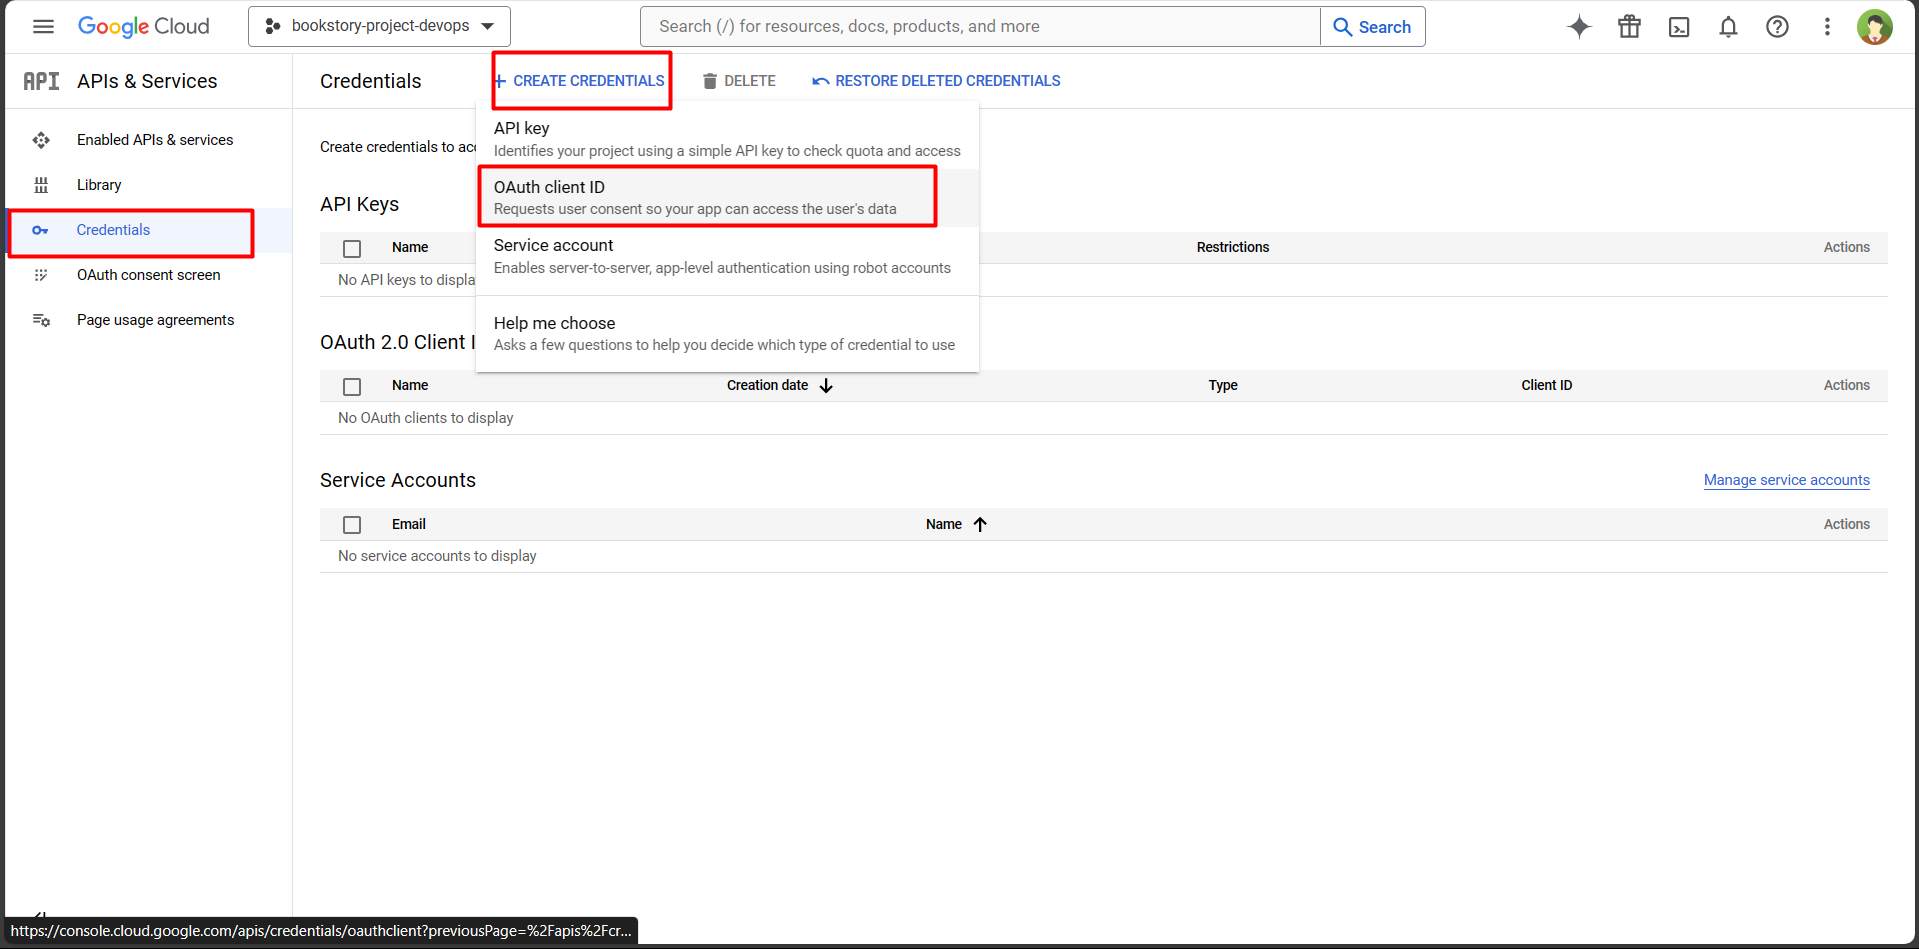 Google Cloud
bookstory-project-devops
Search (/) for resources, docs, products, and more
Search
API APIs & Services
Credentials
CREATE CREDENTIALS
DELETE
RESTORE DELETED CREDENTIALS
Enabled APIs & services
Library
Credentials
OAuth consent screen
Page usage agreements
Create credentials to
API key
Identifies your project using a simple API key to check quota and access
OAuth client ID
Requests user consent so your app can access the user's data
Service account
Enables server-to-server, app-level authentication using robot accounts
Help me choose
Asks a few questions to help you decide which type of credential to use
API Keys
Name Restrictions Actions
No API keys to
OAuth 2.0 Client
Name Creation date Type Client ID Actions
No OAuth clients to display
Service Accounts
Manage service accounts
Email Name Actions
No service accounts to display
https://console.cloud.google.com/apis/credentials/oauthclient?previousPage=%2Fapis%2Fcr...